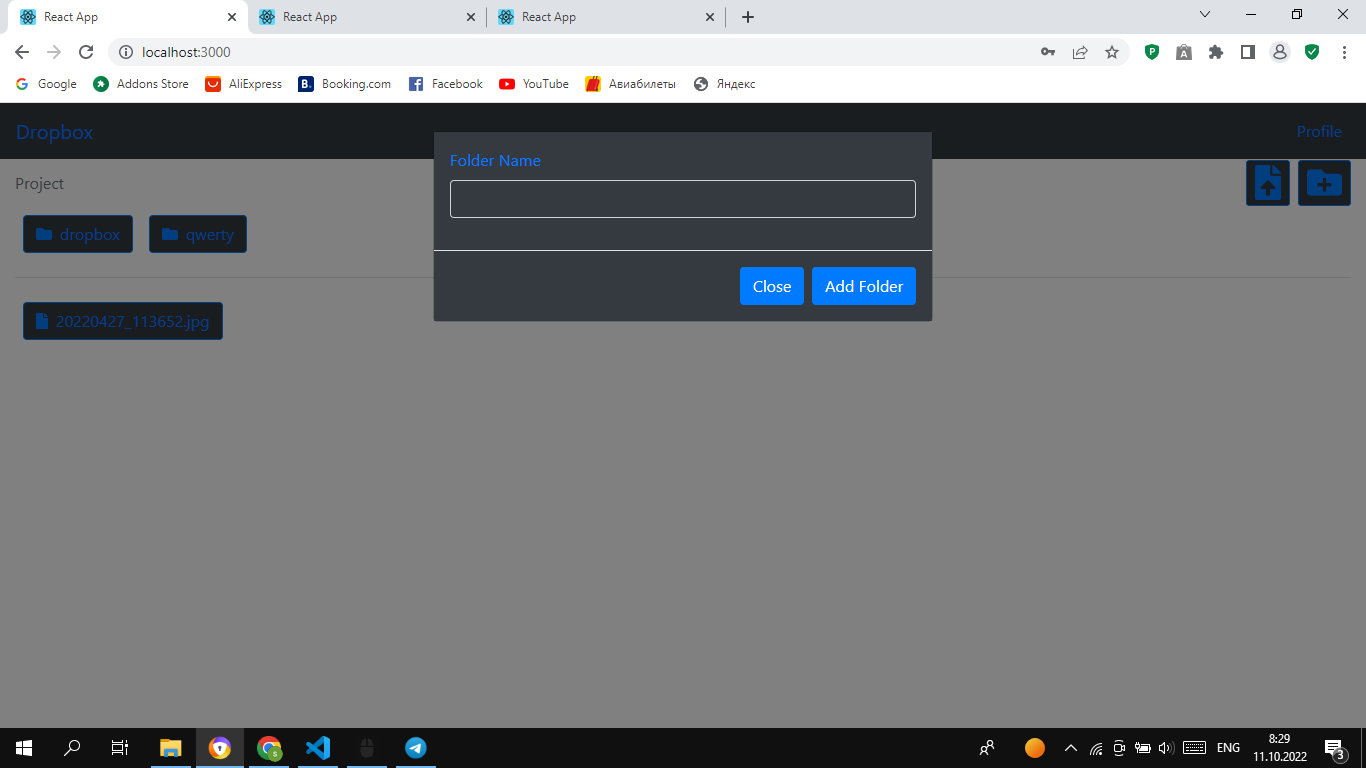 React App
React App
React App
localhost:3000
Google
Addons Store
AliExpress
Booking.com
Facebook
YouTube
Авиабилеты
Яндекс
Dropbox
Profile
Folder Name
Project
dropbox
qwerty
Close
Add Folder
20220427_113652.jpg
ENG
8:29
11.10.2022
3